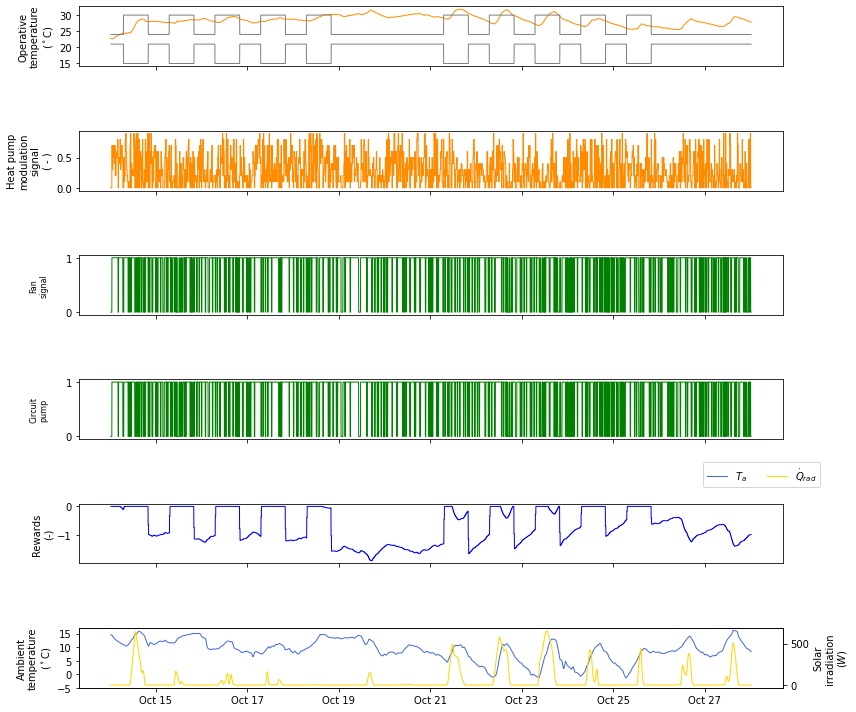 Operative
temperature
(°C)
30
25
20
15
Heat pump
modulation
signal
( - )
0.5
0.0
Fan
signal
1
0
Circuit
pump
1
0
T_a
Q̇_rad
Rewards
(-)
0
−1
Ambient
temperature
(°C)
15
10
5
0
−5
500
0
Solar
irradiation
(W)
Oct 15 Oct 17 Oct 19 Oct 21 Oct 23 Oct 25 Oct 27